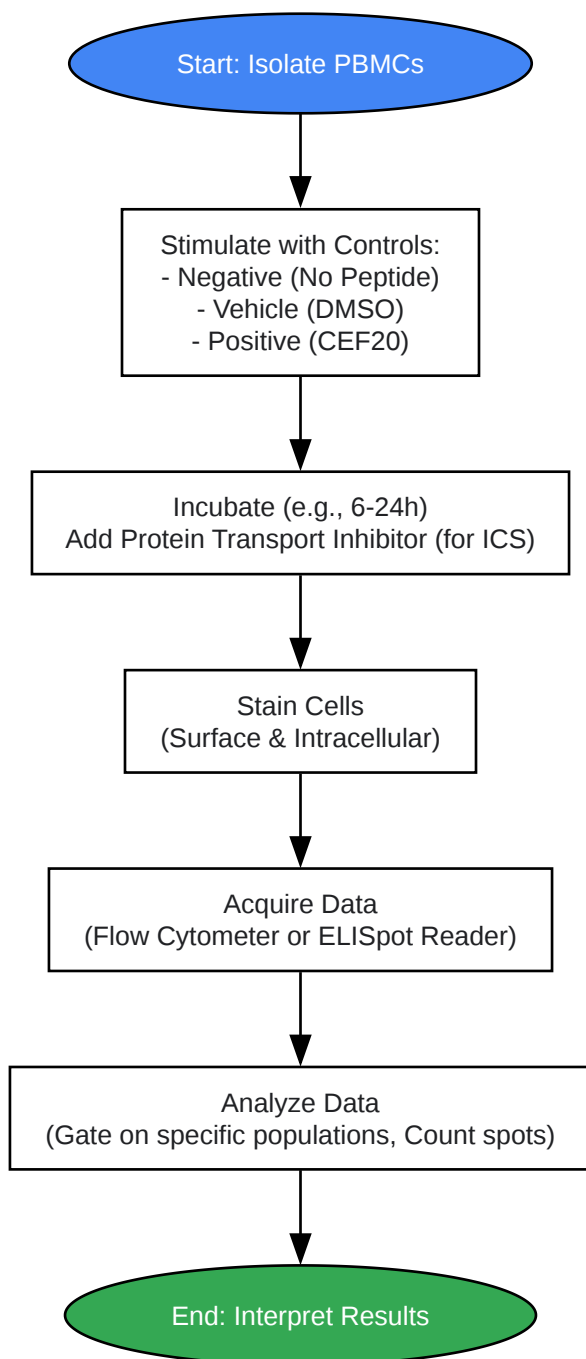 Start: Isolate PBMCs
Stimulate with Controls:
- Negative (No Peptide)
- Vehicle (DMSO)
- Positive (CEF20)
Incubate (e.g., 6-24h)
Add Protein Transport Inhibitor (for ICS)
Stain Cells
(Surface & Intracellular)
Acquire Data
(Flow Cytometer or ELISpot Reader)
Analyze Data
(Gate on specific populations, Count spots)
End: Interpret Results